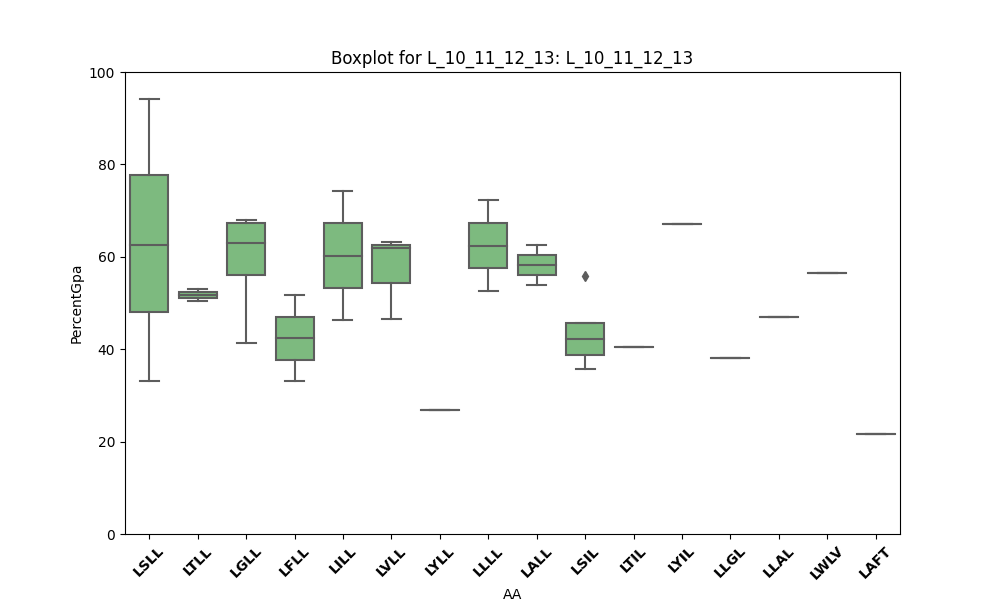 Boxplot for L_10_11_12_13: L_10_11_12_13
PercentGpa
100
80
60
40
20
0
LSLL LTLL LGLL LFLL LILL LVLL LYLL LLLL LALL LSIL LTIL LYIL LLGL LLAL LWLV LAFT
AA